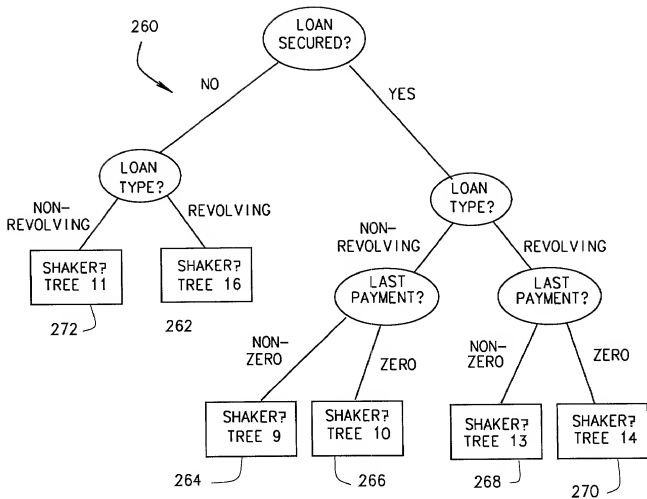 260
LOAN
SECURED?
NO
YES
LOAN
TYPE?
LOAN
TYPE?
NON-
REVOLVING
REVOLVING
NON-
REVOLVING
REVOLVING
SHAKER?
TREE 11
SHAKER?
TREE 16
LAST
PAYMENT?
LAST
PAYMENT?
272
262
NON-
ZERO
ZERO
NON-
ZERO
ZERO
SHAKER?
TREE 9
SHAKER?
TREE 10
SHAKER?
TREE 13
SHAKER?
TREE 14
264
266
268
270